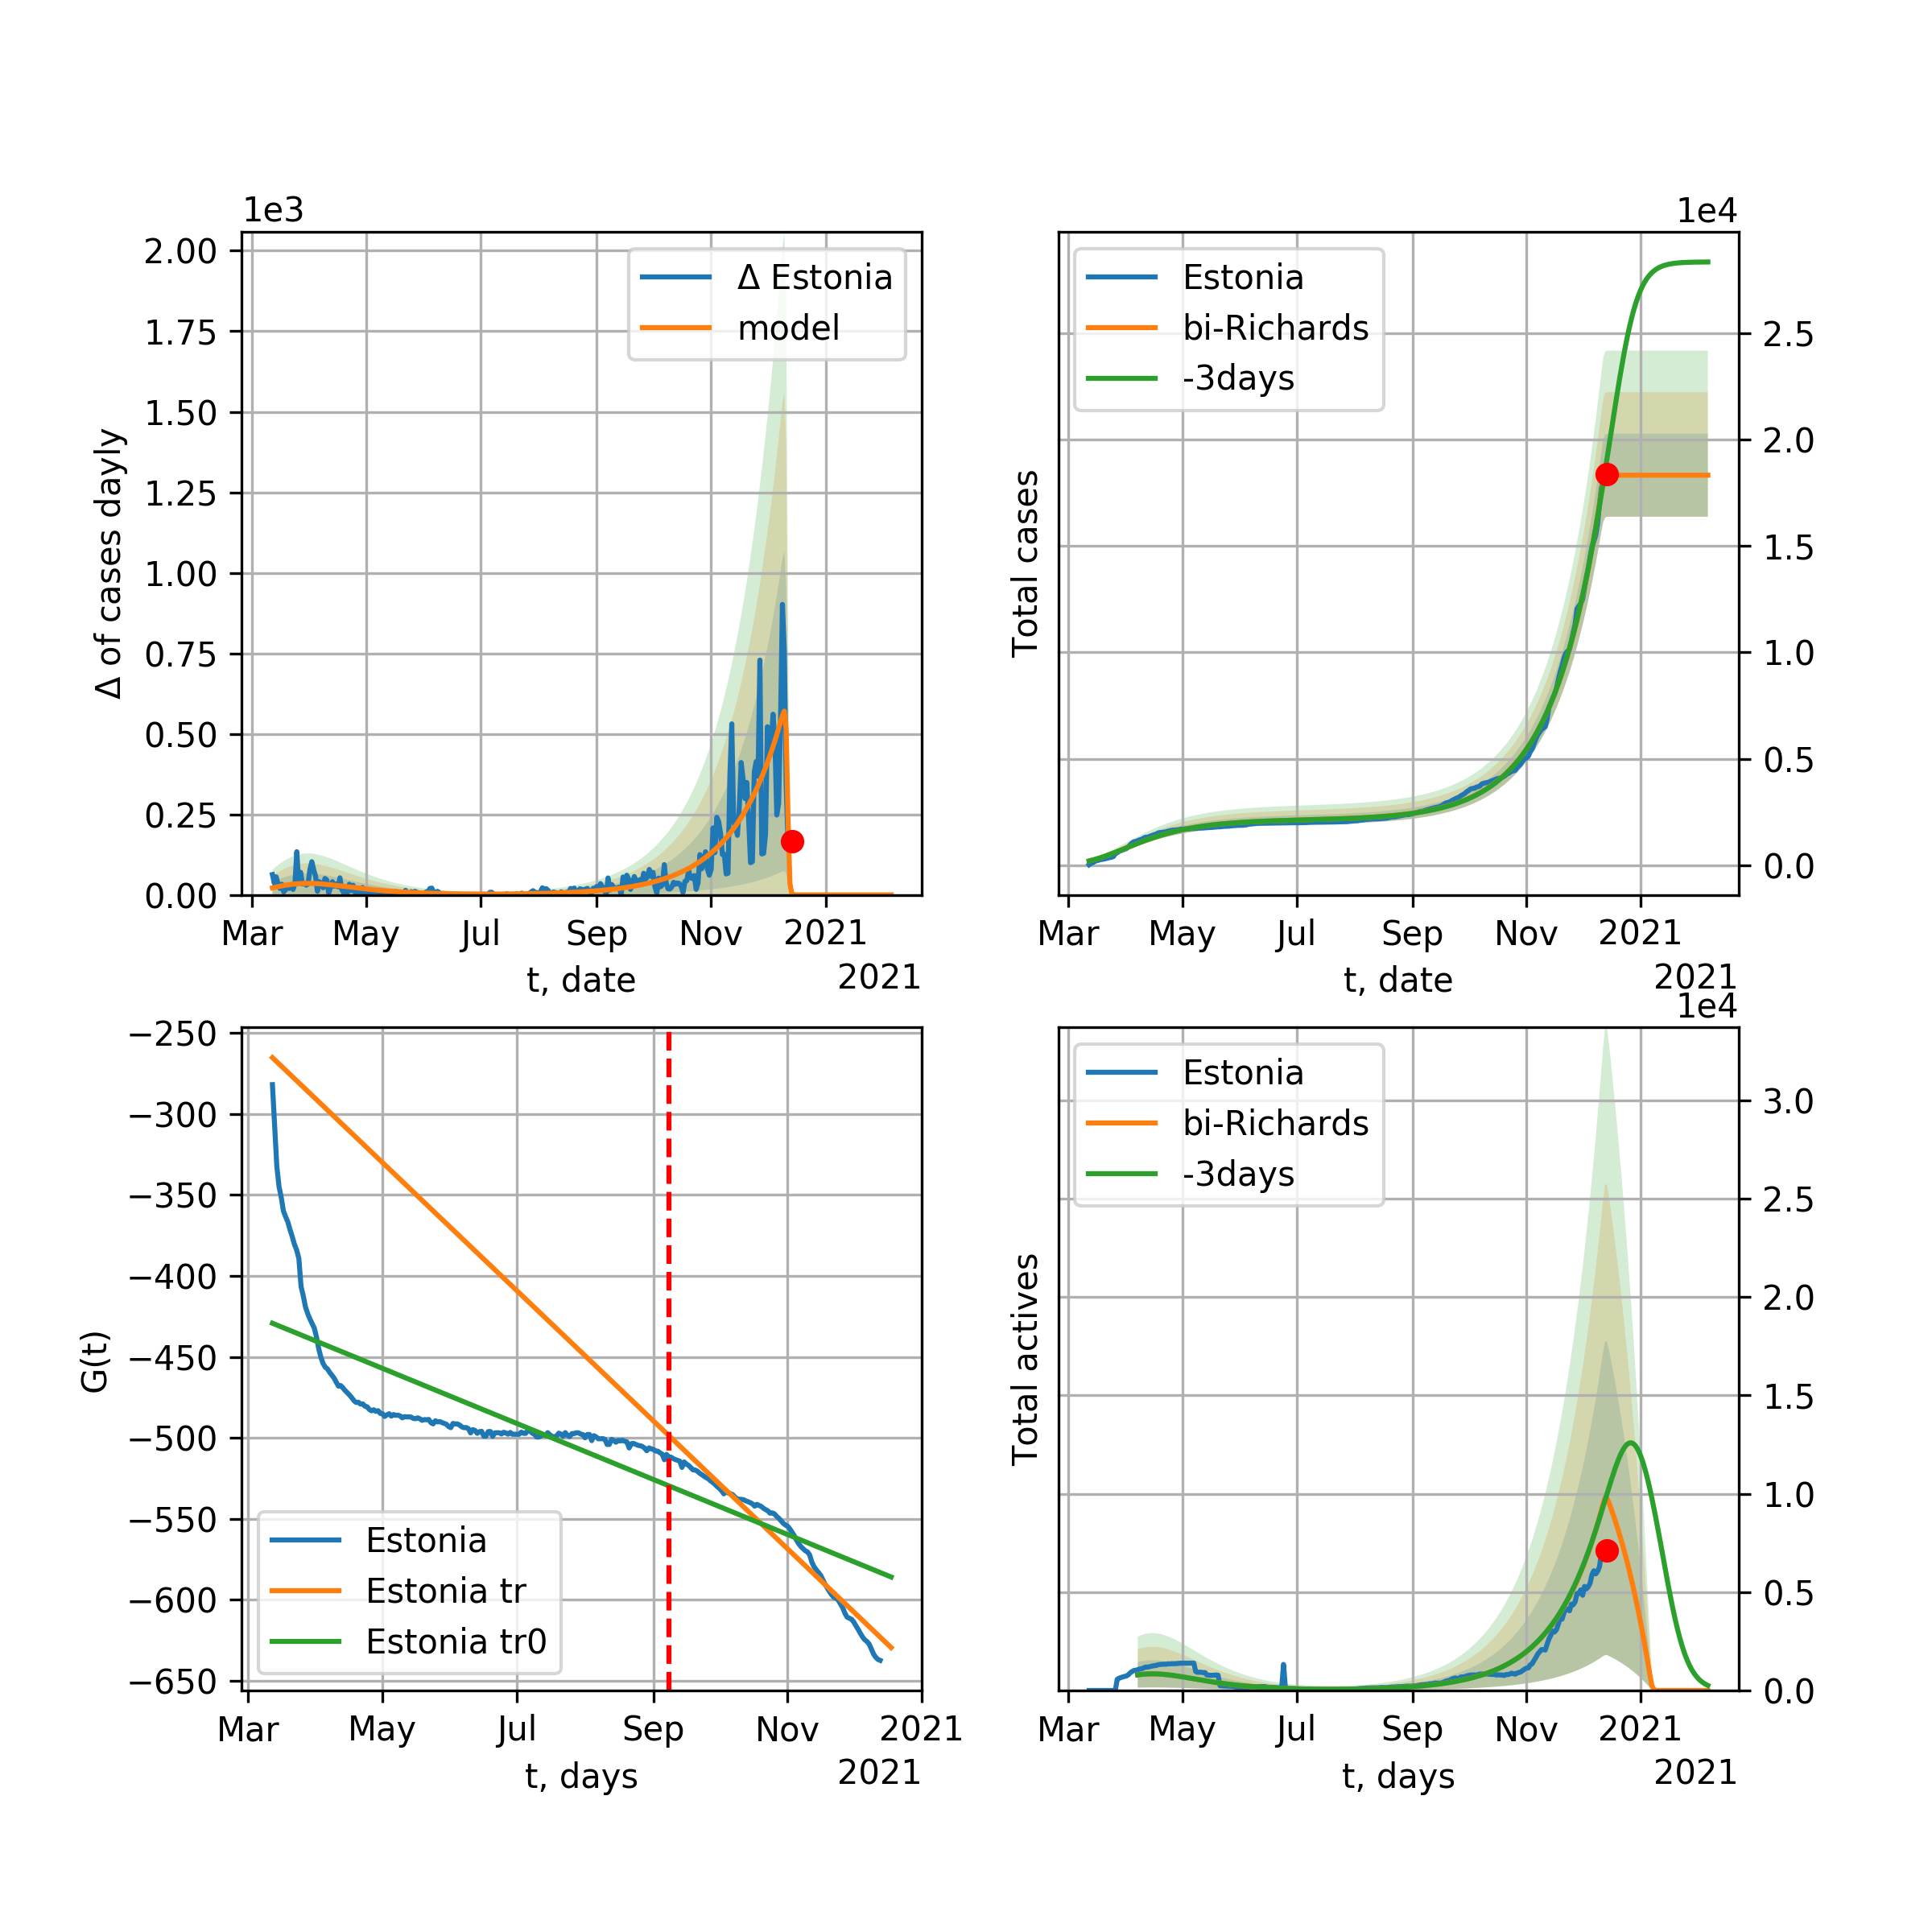 1e3
2.00
1.75
1.50
1.25
1.00
0.75
0.50
0.25
0.00
Δ of cases dayly
Δ Estonia
model
Mar May Jul Sep Nov 2021
t, date
2021
1e4
Estonia
bi-Richards
-3days
Total cases
2.5
2.0
1.5
1.0
0.5
0.0
Mar May Jul Sep Nov 2021
t, date
2021
−250
−300
−350
−400
−450
−500
−550
−600
−650
G(t)
Estonia
Estonia tr
Estonia tr0
Mar May Jul Sep Nov 2021
t, days
2021
1e4
Estonia
bi-Richards
-3days
Total actives
3.0
2.5
2.0
1.5
1.0
0.5
0.0
Mar May Jul Sep Nov 2021
t, days
2021